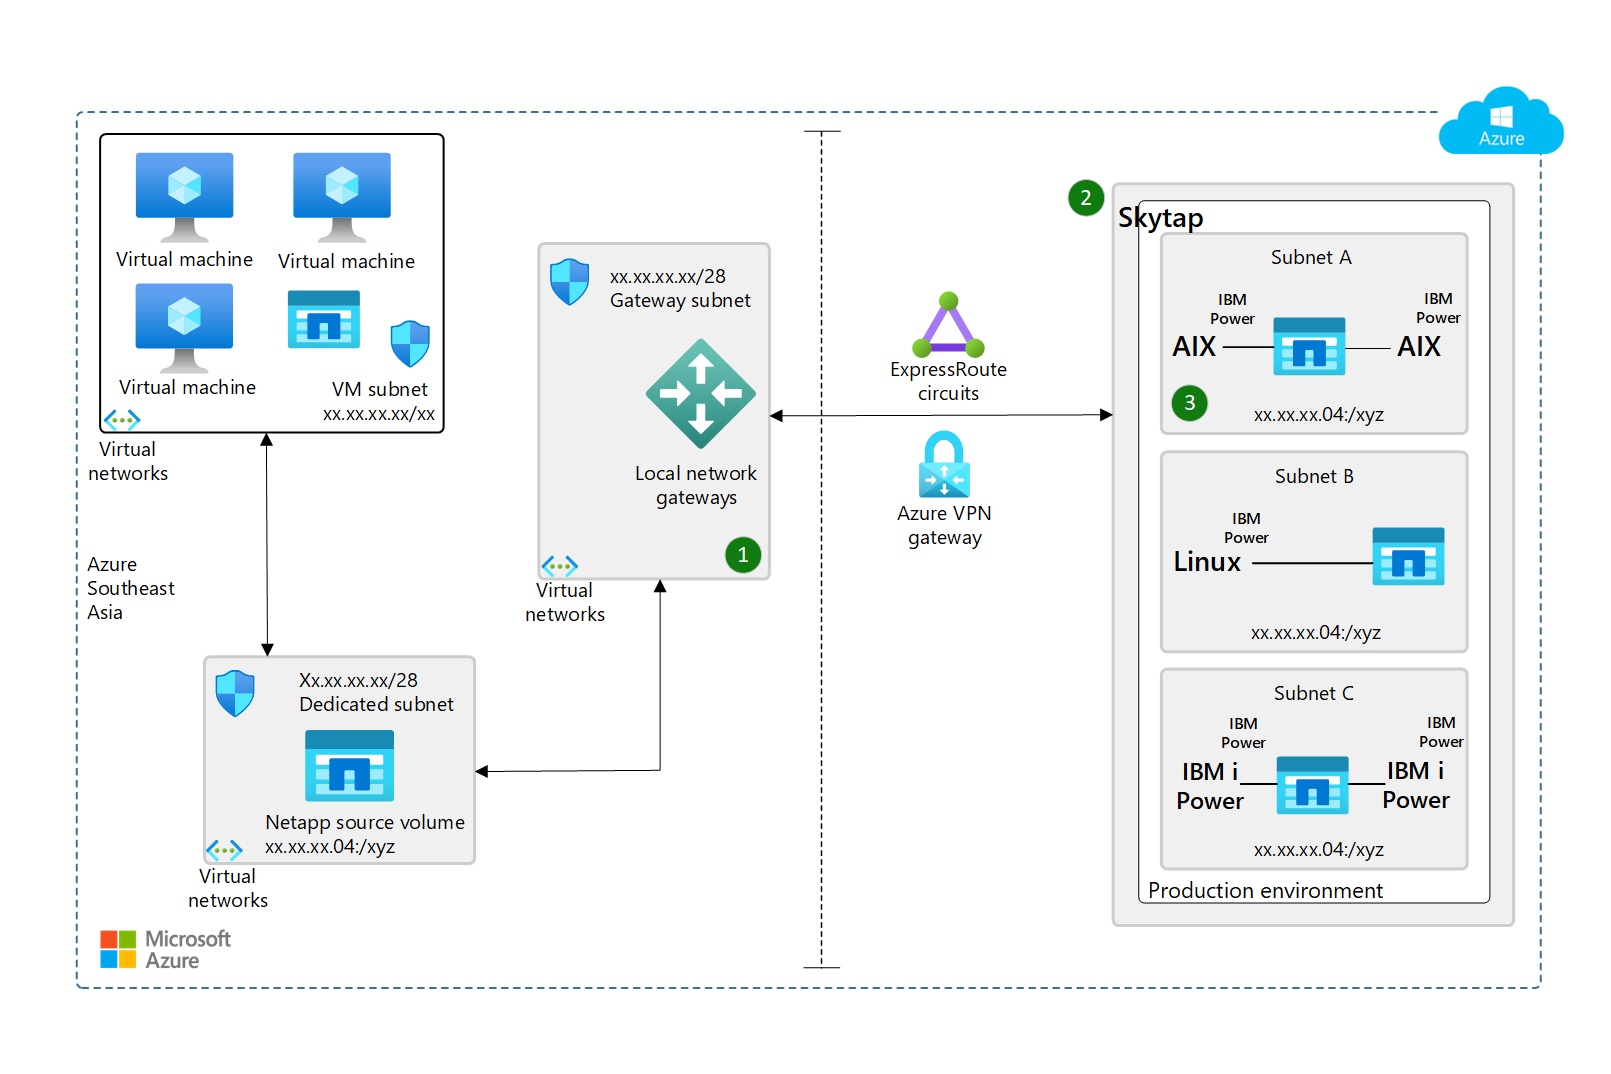 Azure
Virtual machine
Virtual machine
Virtual machine
VM subnet
xx.xx.xx.xx/xx
Virtual
networks
Azure
Southeast
Asia
Xx.xx.xx.xx/28
Dedicated subnet
Netapp source volume
xx.xx.xx.04:/xyz
Virtual
networks
Microsoft
Azure
xx.xx.xx.xx/28
Gateway subnet
Local network
gateways
1
Virtual
networks
ExpressRoute
circuits
Azure VPN
gateway
2
Skytap
Subnet A
IBM
Power
IBM
Power
AIX
AIX
3
xx.xx.xx.04:/xyz
Subnet B
IBM
Power
Linux
xx.xx.xx.04:/xyz
Subnet C
IBM
Power
IBM
Power
IBM i
Power
IBM i
Power
xx.xx.xx.04:/xyz
Production environment